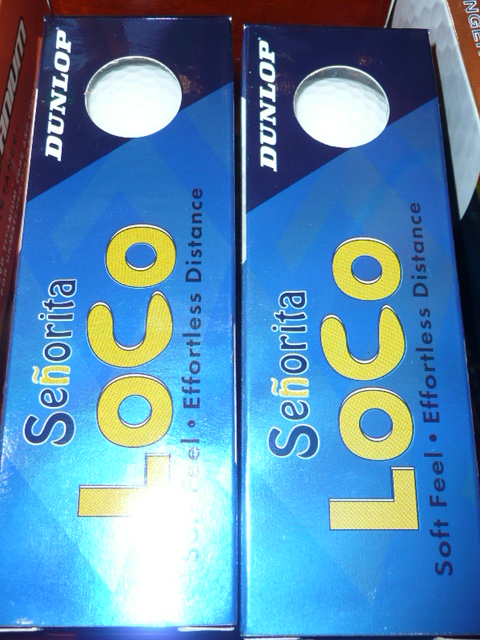 DUNLOP
Señorita
LOCO
Soft Feel • Effortless Distance
DUNLOP
Señorita
LOCO
Soft Feel • Effortless Distance